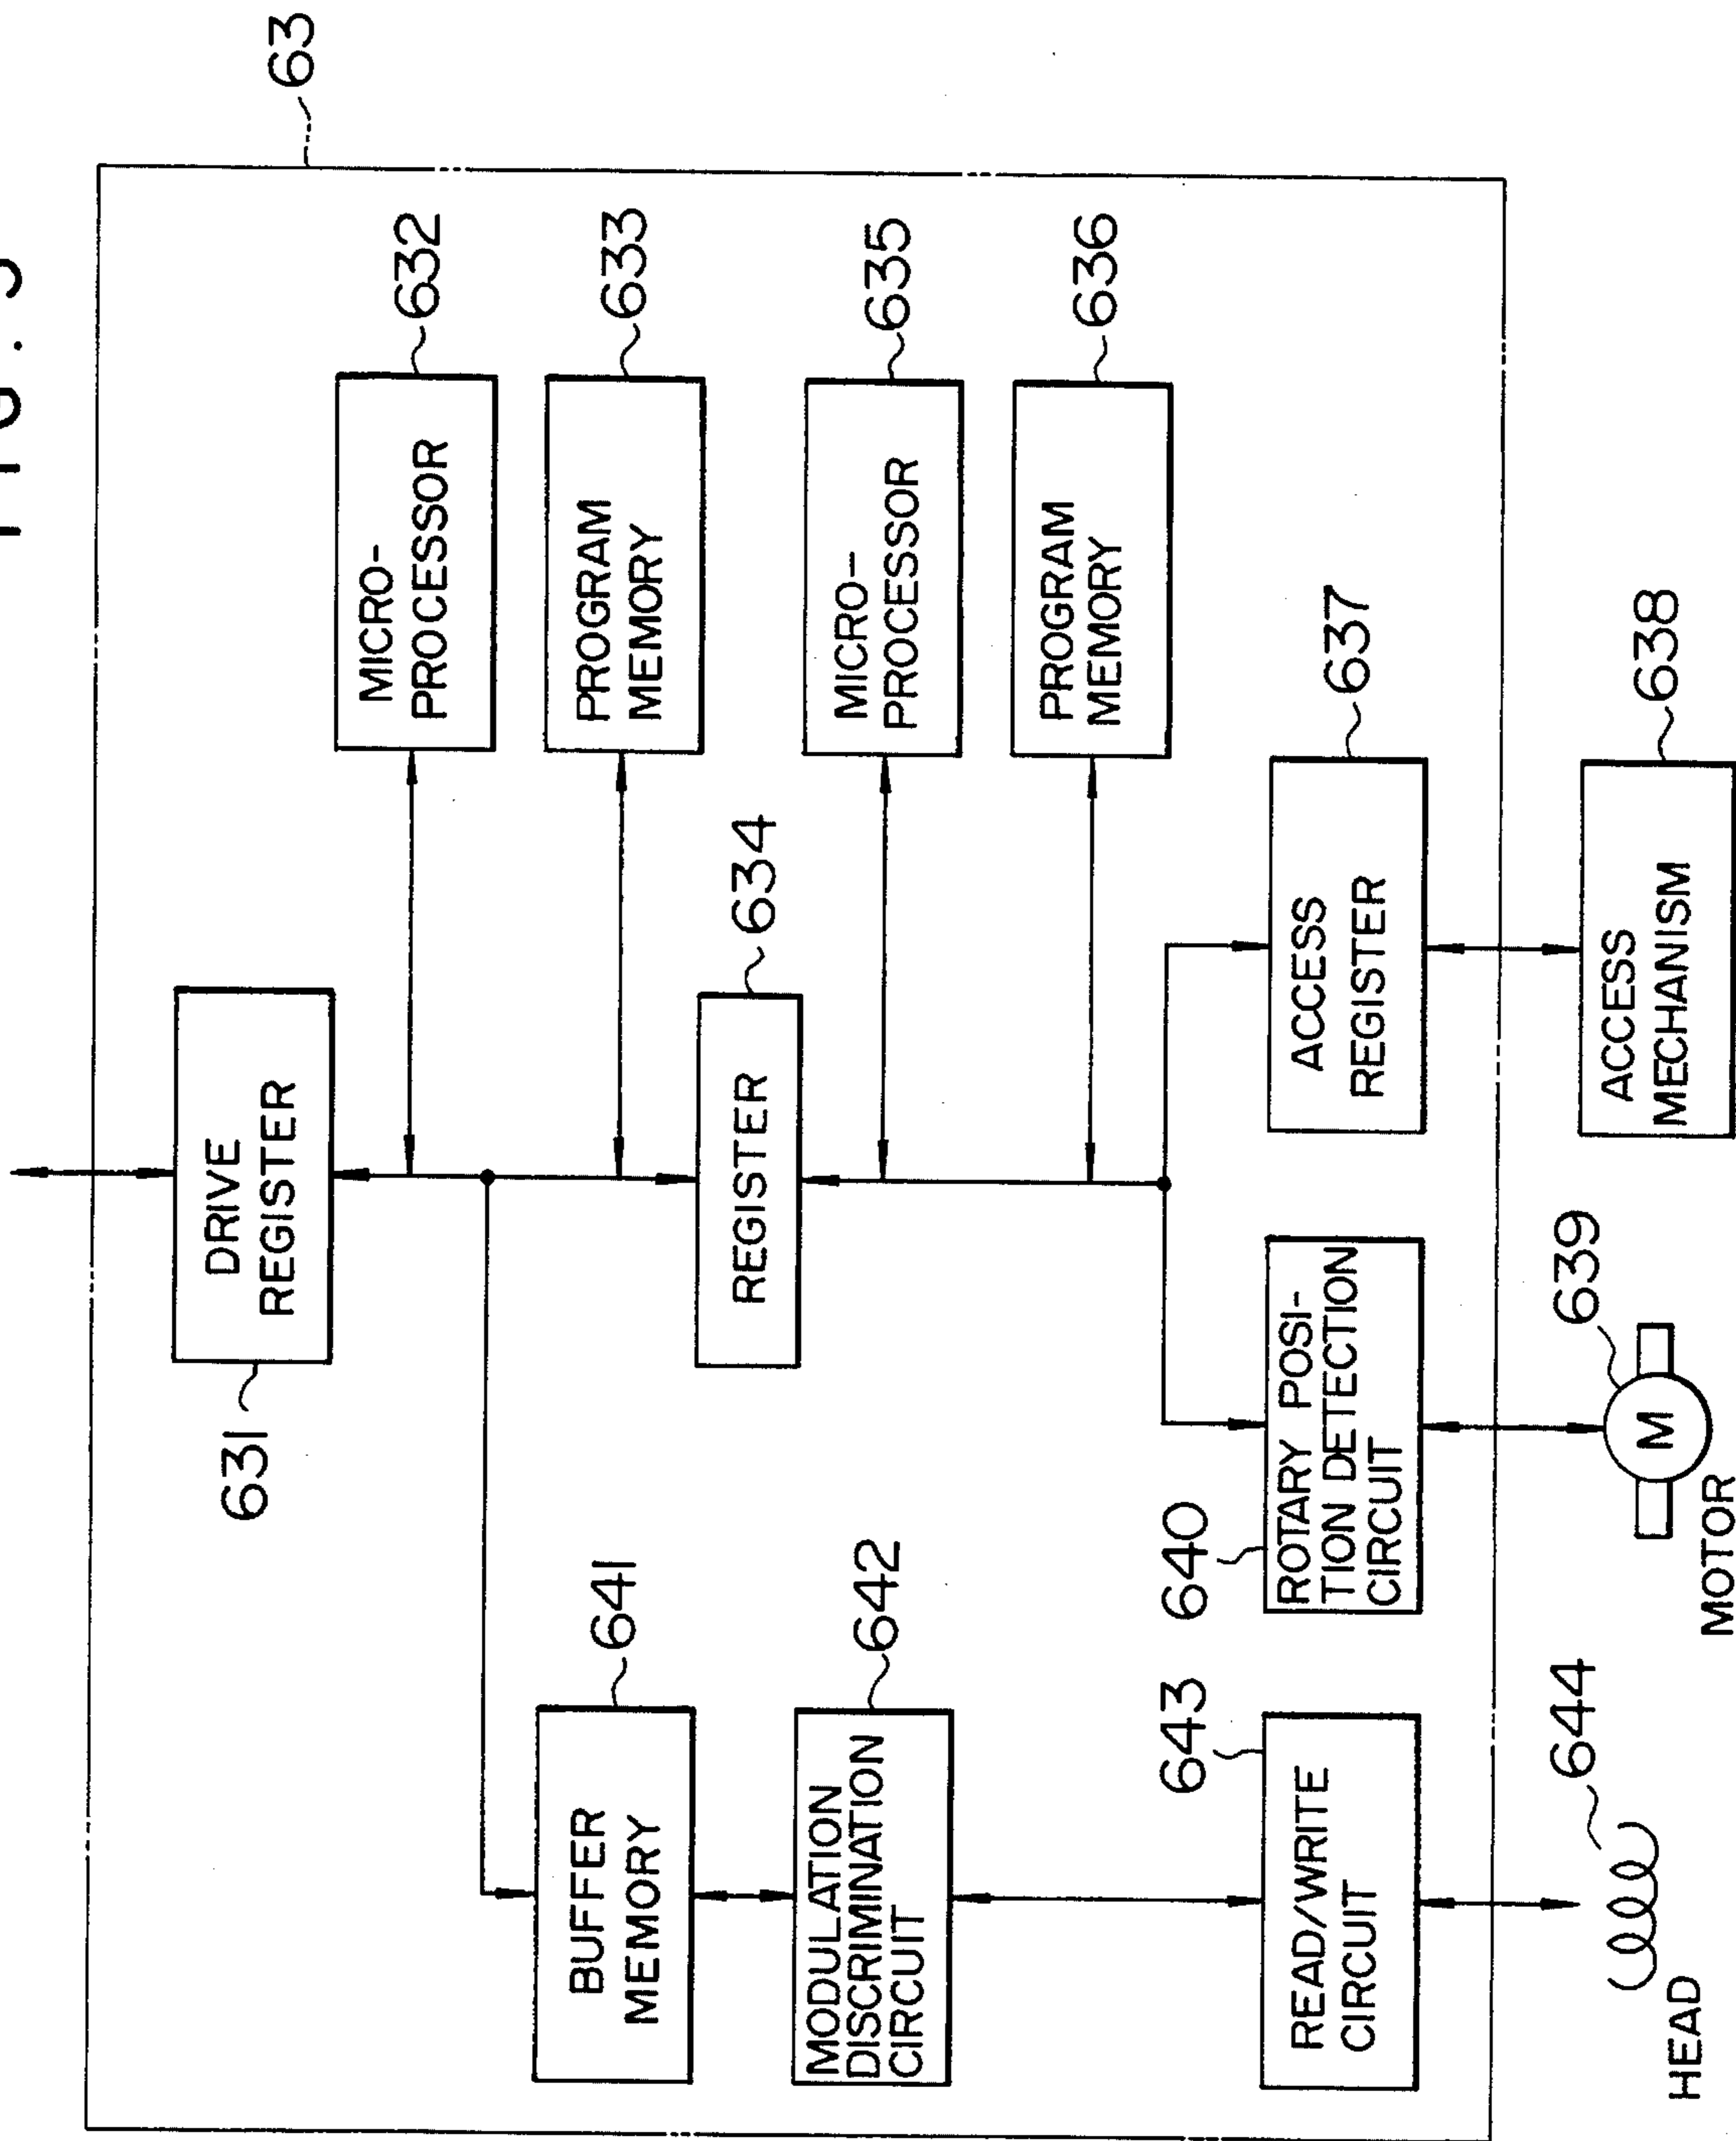 FIG.
63
631
DRIVE
REGISTER
632
MICRO-
PROCESSOR
641
BUFFER
MEMORY
633
PROGRAM
MEMORY
634
REGISTER
642
MODULATION
DISCRIMINATION
CIRCUIT
635
MICRO-
PROCESSOR
636
PROGRAM
MEMORY
643
READ/WRITE
CIRCUIT
640
ROTARY POSI-
TION DETECTION
CIRCUIT
637
ACCESS
REGISTER
644
HEAD
639
M
MOTOR
638
ACCESS
MECHANISM